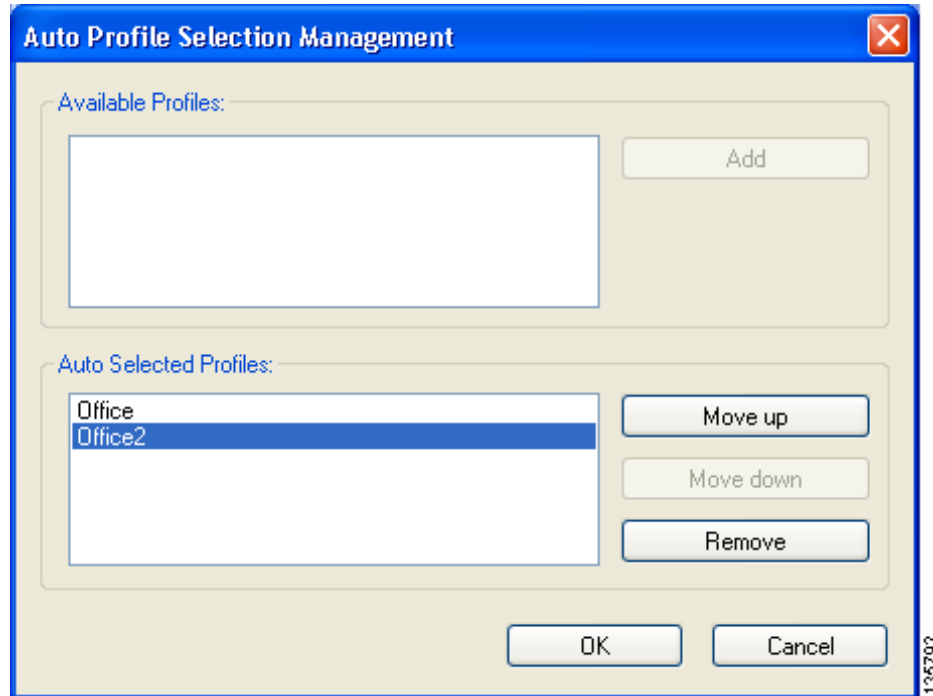 Auto Profile Selection Management
Available Profiles:
Add
Auto Selected Profiles:
Office
Office2
Move up
Move down
Remove
OK
Cancel